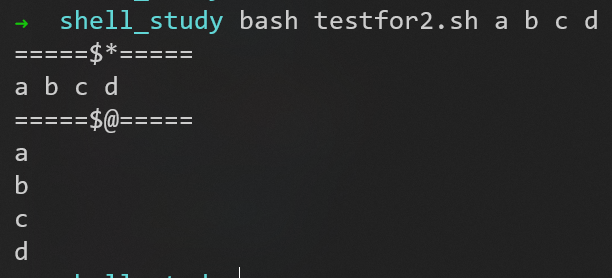 → shell_study bash testfor2.sh a b c d
=====$*=====
a b c d
=====$@=====
a
b
c
d